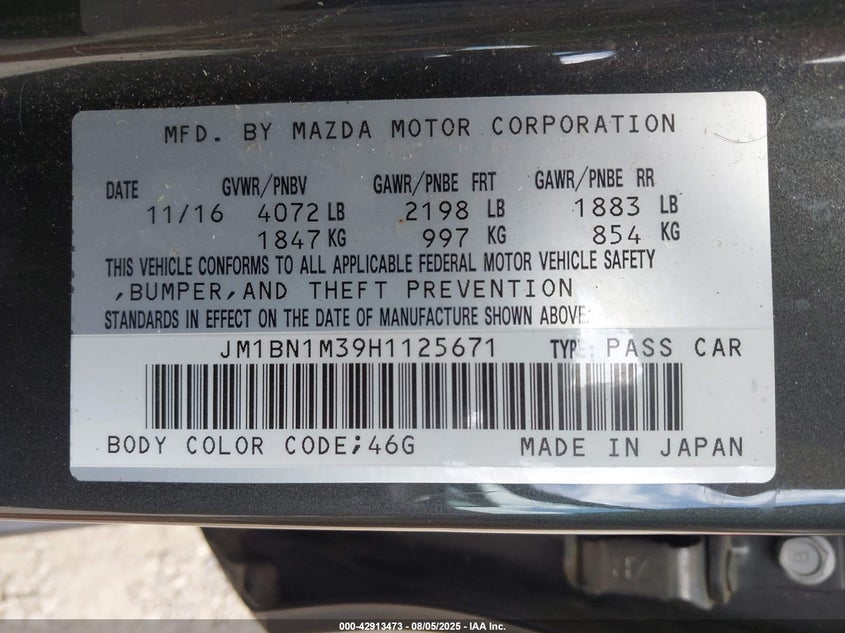 MFD. BY MAZDA MOTOR CORPORATION
DATE GVWR/PNBV GAWR/PNBE FRT GAWR/PNBE RR
11/16 4072 LB 2198 LB 1883 LB
1847 KG 997 KG 854 KG
THIS VEHICLE CONFORMS TO ALL APPLICABLE FEDERAL MOTOR VEHICLE SAFETY
,BUMPER,AND THEFT PREVENTION
STANDARDS IN EFFECT ON THE DATE OF MANUFACTURE SHOWN ABOVE.
JM1BN1M39H1125671 TYPE: PASS CAR
BODY COLOR CODE;46G MADE IN JAPAN
8
000-42913473 - 08/05/2025 - IAA Inc.